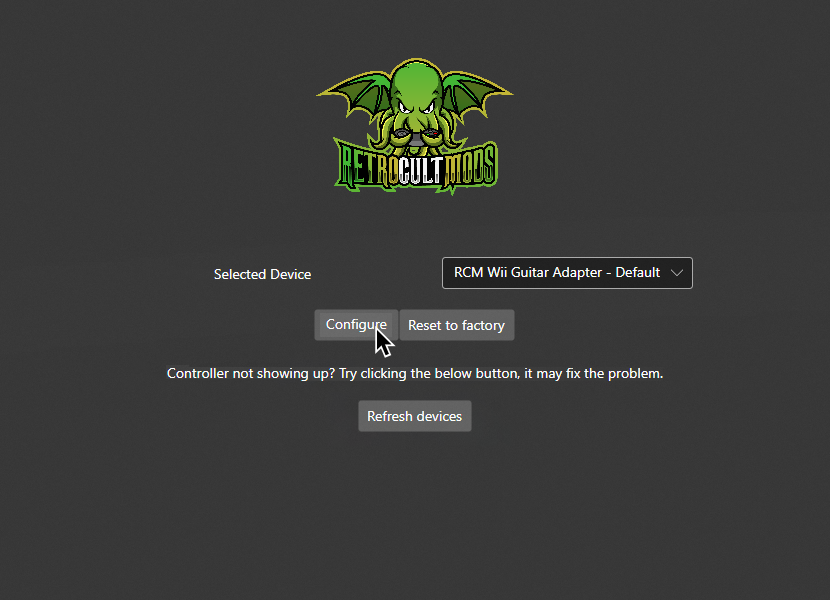 RETROCULTMODS
Selected Device
RCM Wii Guitar Adapter - Default
Configure
Reset to factory
Controller not showing up? Try clicking the below button, it may fix the problem.
Refresh devices